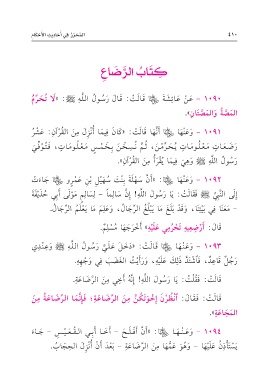 ٤١٠ المُحَرَّرُ فِي أَحَادِيثِ الأَحْكَامِ
كِتَابُ الرَّضَاعِ
١٠٩٠ - عَنْ عَائِشَةَ ﵂ قَالَتْ: قَالَ رَسُولُ اللَّهِ ﷺ: «لَا تُحَرِّمُ
المَصَّةُ وَالمَصَّتَانِ».
١٠٩١ - وَعَنْهَا ﵂ أَنَّهَا قَالَتْ: «كَانَ فِيمَا أُنْزِلَ مِنَ القُرْآنِ: عَشْرُ
رَضَعَاتٍ مَعْلُومَاتٍ يُحَرِّمْنَ، ثُمَّ نُسِخْنَ بِخَمْسٍ مَعْلُومَاتٍ، فَتُوُفِّيَ
رَسُولُ اللَّهِ ﷺ وَهِيَ فِيمَا يُقْرَأُ مِنَ القُرْآنِ».
١٠٩٢ - وَعَنْهَا ﵂: «أَنَّ سَهْلَةَ بِنْتَ سُهَيْلِ بْنِ عَمْرٍو ﵂ جَاءَتْ
إِلَى النَّبِيِّ ﷺ فَقَالَتْ: يَا رَسُولَ اللَّهِ! إِنَّ سَالِماً - لِسَالِمٍ مَوْلَى أَبِي حُذَيْفَةَ
- مَعَنَا فِي بَيْتِنَا، وَقَدْ بَلَغَ مَا يَبْلُغُ الرِّجَالُ، وَعَلِمَ مَا يَعْلَمُ الرِّجَالُ.
قَالَ: أَرْضِعِيهِ تَحْرُمِي عَلَيْهِ» أَخْرَجَهَا مُسْلِمٌ.
١٠٩٣ - وَعَنْهَا ﵂ قَالَتْ: «دَخَلَ عَلَيَّ رَسُولُ اللَّهِ ﷺ وَعِنْدِي
رَجُلٌ قَاعِدٌ، فَاشْتَدَّ ذَلِكَ عَلَيْهِ، وَرَأَيْتُ الغَضَبَ فِي وَجْهِهِ.
قَالَتْ: فَقُلْتُ: يَا رَسُولَ اللَّهِ! إِنَّهُ أَخِي مِنَ الرَّضَاعَةِ.
قَالَتْ: فَقَالَ: انْظُرْنَ إِخْوَتَكُنَّ مِنَ الرَّضَاعَةِ؛ فَإِنَّمَا الرَّضَاعَةُ مِنَ
المَجَاعَةِ».
١٠٩٤ - وَعَنْهَا ﵂: «أَنَّ أَفْلَحَ - أَخَا أَبِي القُعَيْسِ - جَاءَ
يَسْتَأْذِنُ عَلَيْهَا - وَهُوَ عَمُّهَا مِنَ الرَّضَاعَةِ - بَعْدَ أَنْ أُنْزِلَ الحِجَابُ.